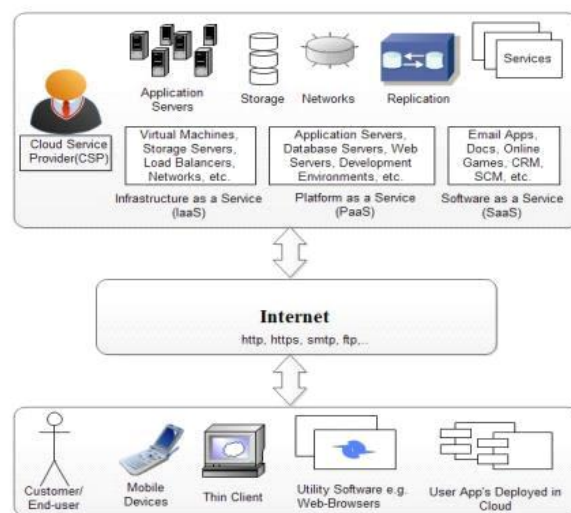 Application
Servers
Storage
Networks
Replication
Services
Cloud Service
Provider(CSP)
Virtual Machines,
Storage Servers,
Load Balancers,
Networks, etc.
Infrastructure as a Service
(IaaS)
Application Servers,
Database Servers, Web
Servers, Development
Environments, etc.
Platform as a Service
(PaaS)
Email Apps,
Docs, Online
Games, CRM,
SCM, etc.
Software as a Service
(SaaS)
Internet
http, https, smtp, ftp,...
Customer/
End-user
Mobile
Devices
Thin Client
Utility Software e.g.
Web-Browsers
User App's Deployed in
Cloud